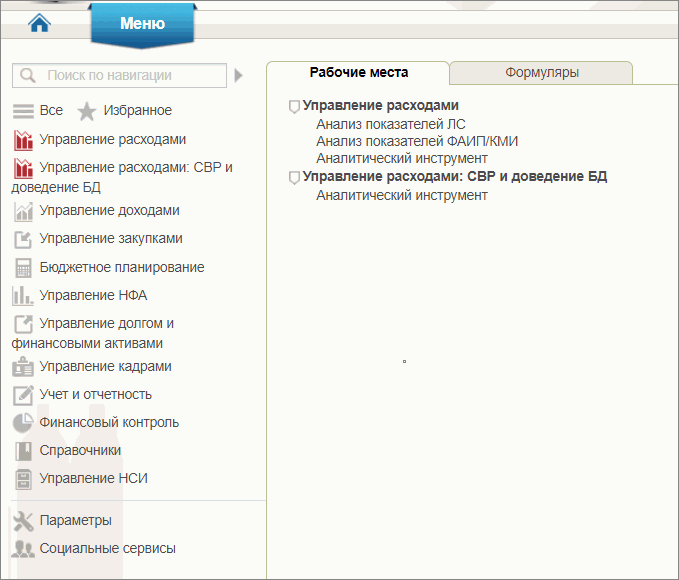 Меню
Поиск по навигации
Все Избранное
Управление расходами
Управление расходами: СВР и
доведение БД
Управление доходами
Управление закупками
Бюджетное планирование
Управление НФА
Управление долгом и
финансовыми активами
Управление кадрами
Учет и отчетность
Финансовый контроль
Справочники
Управление НСИ
Параметры
Социальные сервисы
Рабочие места Формуляры
Управление расходами
Анализ показателей ЛС
Анализ показателей ФАИП/КМИ
Аналитический инструмент
Управление расходами: СВР и доведение БД
Аналитический инструмент